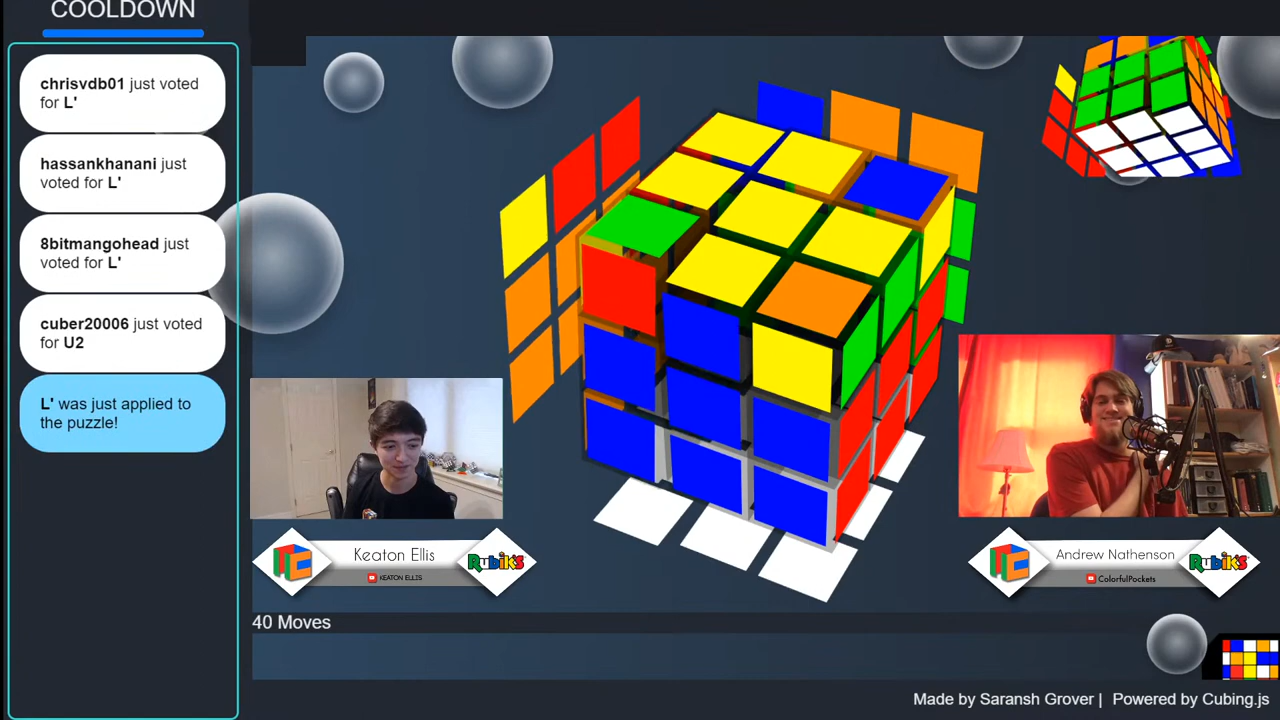 COOLDOWN
chrisvdb01 just voted
for L'
hassankhanani just
voted for L'
8bitmangohead just
voted for L'
cuber20006 just voted
for U2
L' was just applied to
the puzzle!
Keaton Ellis
KEATON ELLIS
Rubik's
Andrew Nathenson
ColorfulPockets
Rubik's
40 Moves
Made by Saransh Grover | Powered by Cubing.js